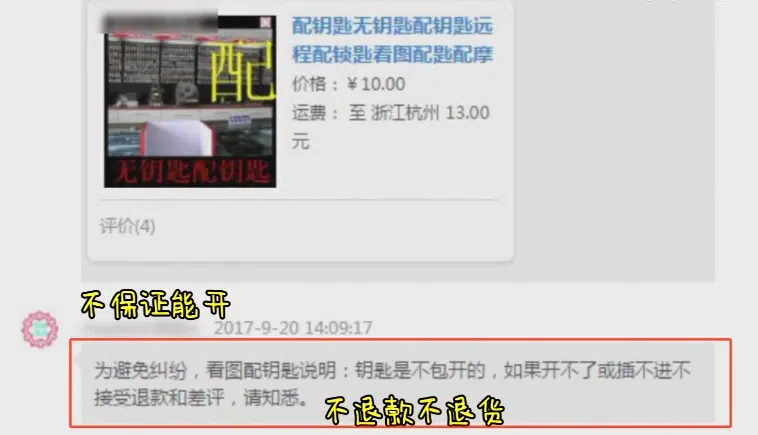 配钥匙无钥匙配钥匙远
程配锁匙看图配匙配摩
价格：￥10.00
配
运费： 至 浙江杭州 13.00
元
无钥匙配钥匙
评价(4)
不保证能开
2017-9-20 14:09:17
为避免纠纷，看图配钥匙说明：钥匙是不包开的，如果开不了或插不进不
接受退款和差评，请知悉。
不退款不退货